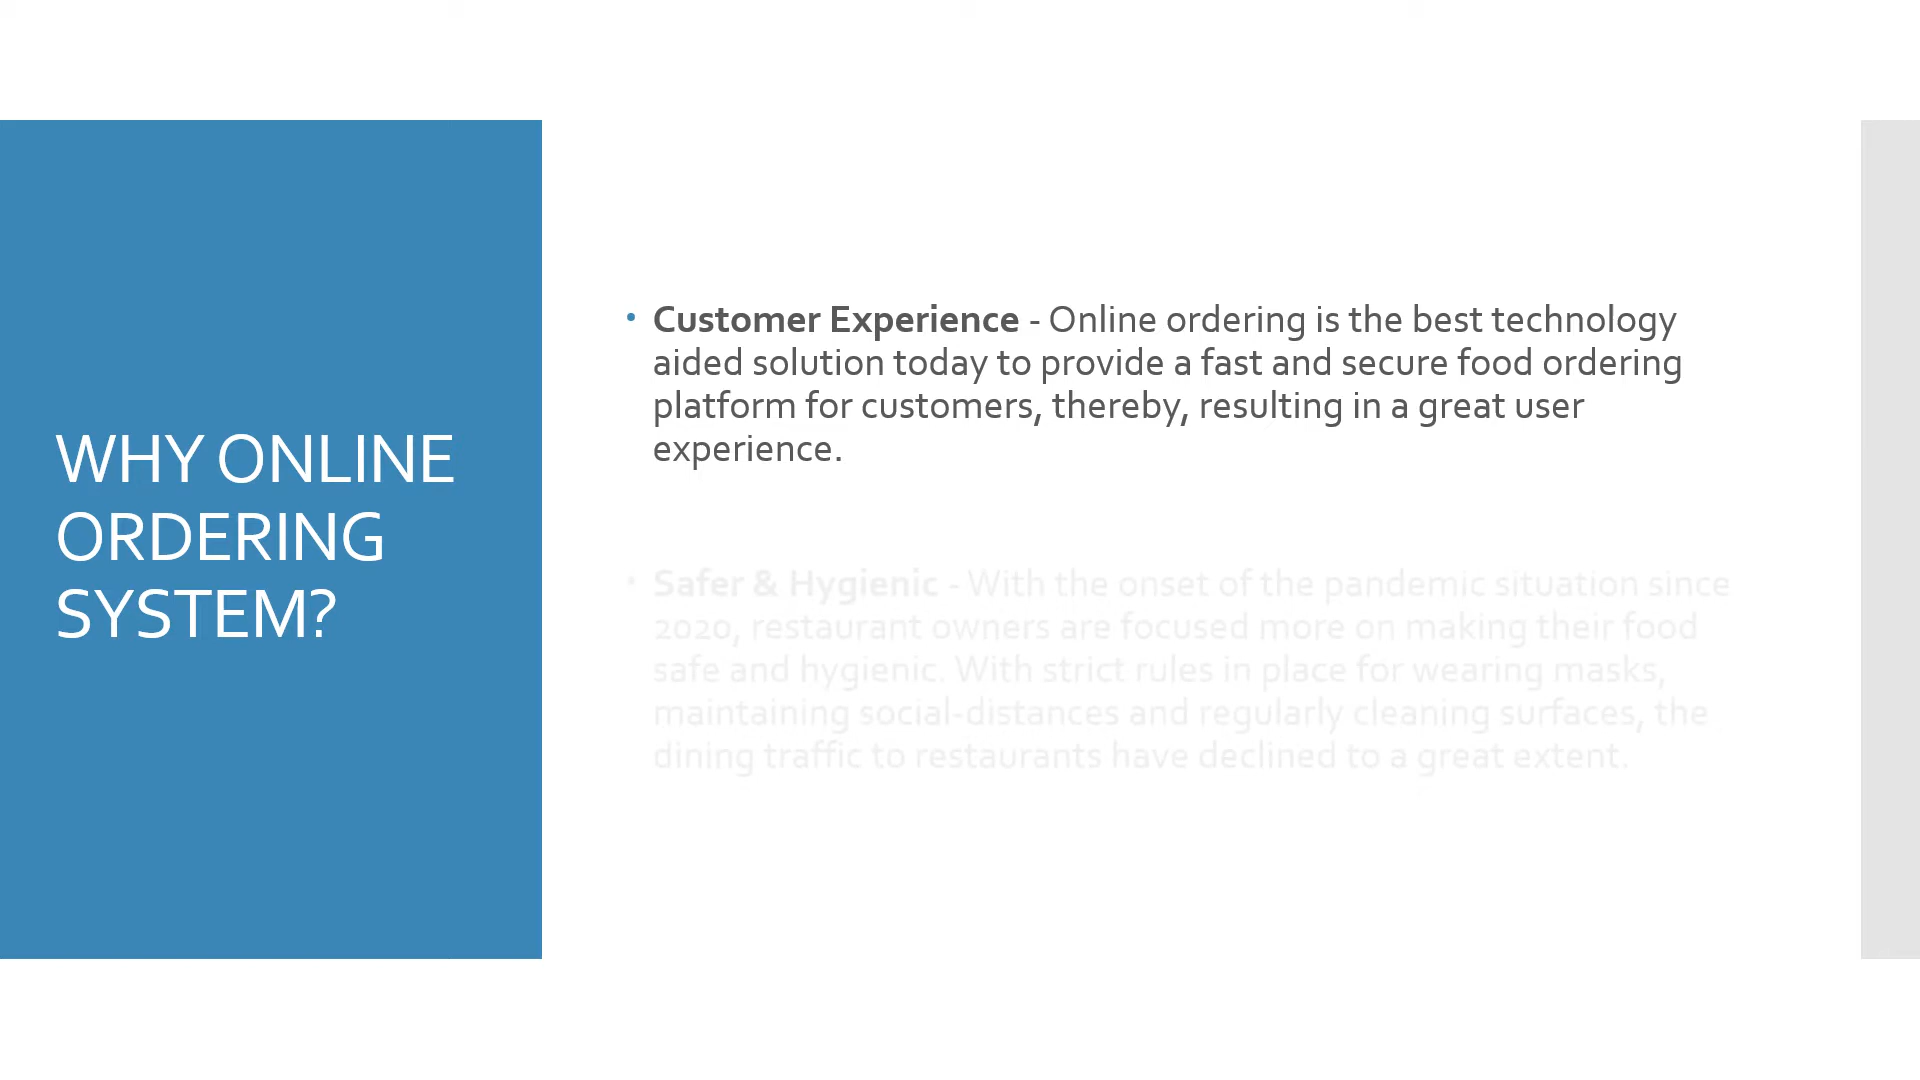 WHY ONLINE
ORDERING
SYSTEM?
• Customer Experience - Online ordering is the best technology
aided solution today to provide a fast and secure food ordering
platform for customers, thereby, resulting in a great user
experience.
• Safer & Hygienic - With the onset of the pandemic situation since
2020, restaurant owners are focused more on making their food
safe and hygienic. With strict rules in place for wearing masks,
maintaining social-distances and regularly cleaning surfaces, the
dining traffic to restaurants have declined to a great extent.